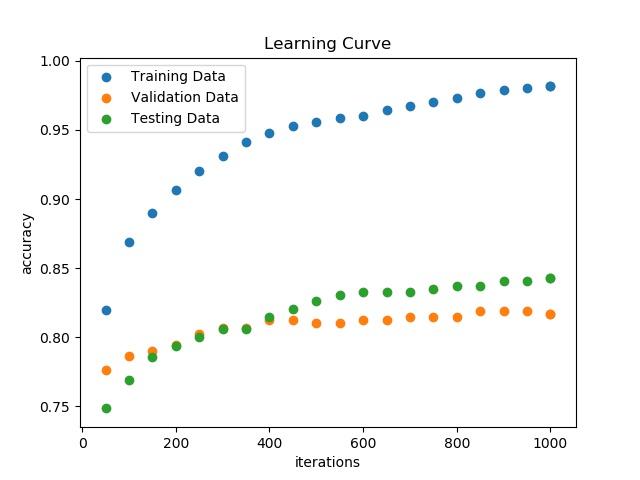 Learning Curve
Training Data
Validation Data
Testing Data
accuracy
1.00
0.95
0.90
0.85
0.80
0.75
0 200 400 600 800 1000
iterations